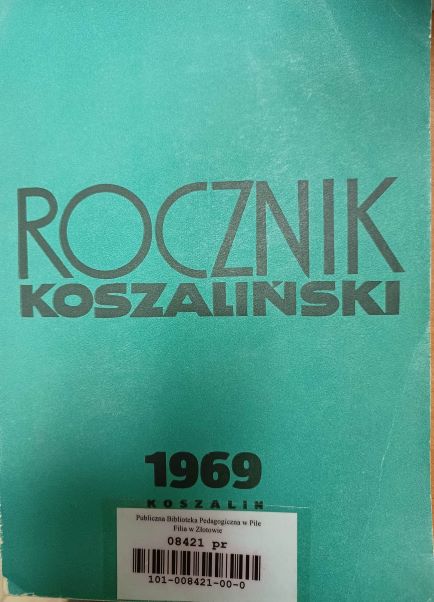 ROCZNIK
KOSZALIŃSKI
1969
KOSZALIN
Publiczna Biblioteka Pedagogiczna w Pile
Filia w Złotowie
08421 pr
101-008421-00-0